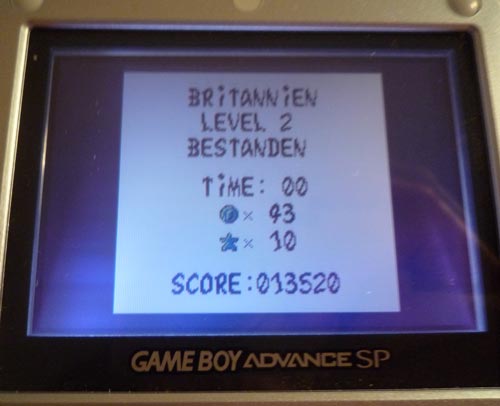 BRiTANNiEN
LEVEL 2
BESTANDEN
TiME: 00
× 43
× 10
SCORE:013520
GAME BOY ADVANCE SP